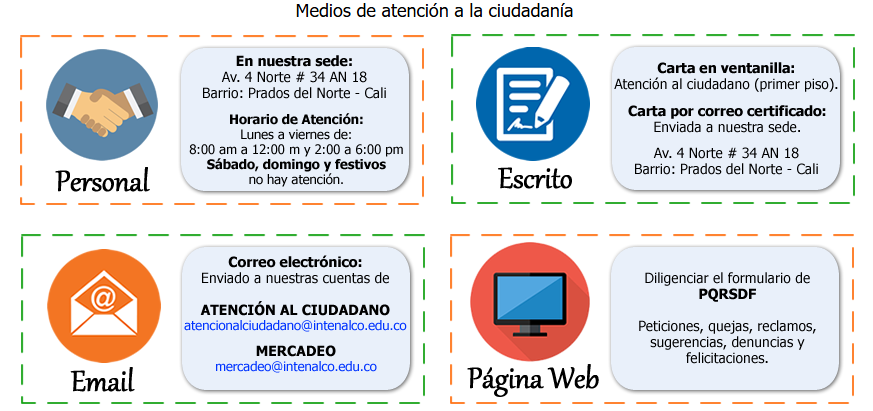 Medios de atención a la ciudadanía
En nuestra sede:
Av. 4 Norte # 34 AN 18
Barrio: Prados del Norte - Cali
Horario de Atención:
Lunes a viernes de:
8:00 am a 12:00 m y 2:00 a 6:00 pm
Sábado, domingo y festivos
no hay atención.
Personal
Carta en ventanilla:
Atención al ciudadano (primer piso).
Carta por correo certificado:
Enviada a nuestra sede.
Av. 4 Norte # 34 AN 18
Barrio: Prados del Norte - Cali
Escrito
Correo electrónico:
Enviado a nuestras cuentas de
ATENCIÓN AL CIUDADANO
atencionalciudadano@intenalco.edu.co
MERCADEO
mercadeo@intenalco.edu.co
Email
Diligenciar el formulario de
PQRSDF
Peticiones, quejas, reclamos,
sugerencias, denuncias y
felicitaciones.
Página Web